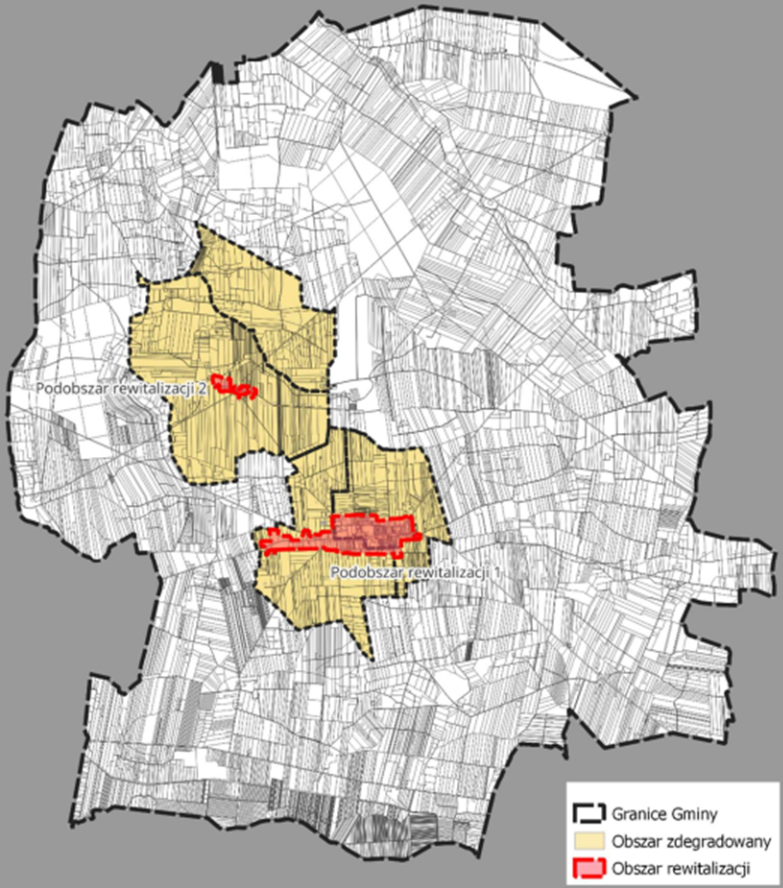 Podobszar rewitalizacji 2
Podobszar rewitalizacji 1
Granice Gminy
Obszar zdegradowany
Obszar rewitalizacji